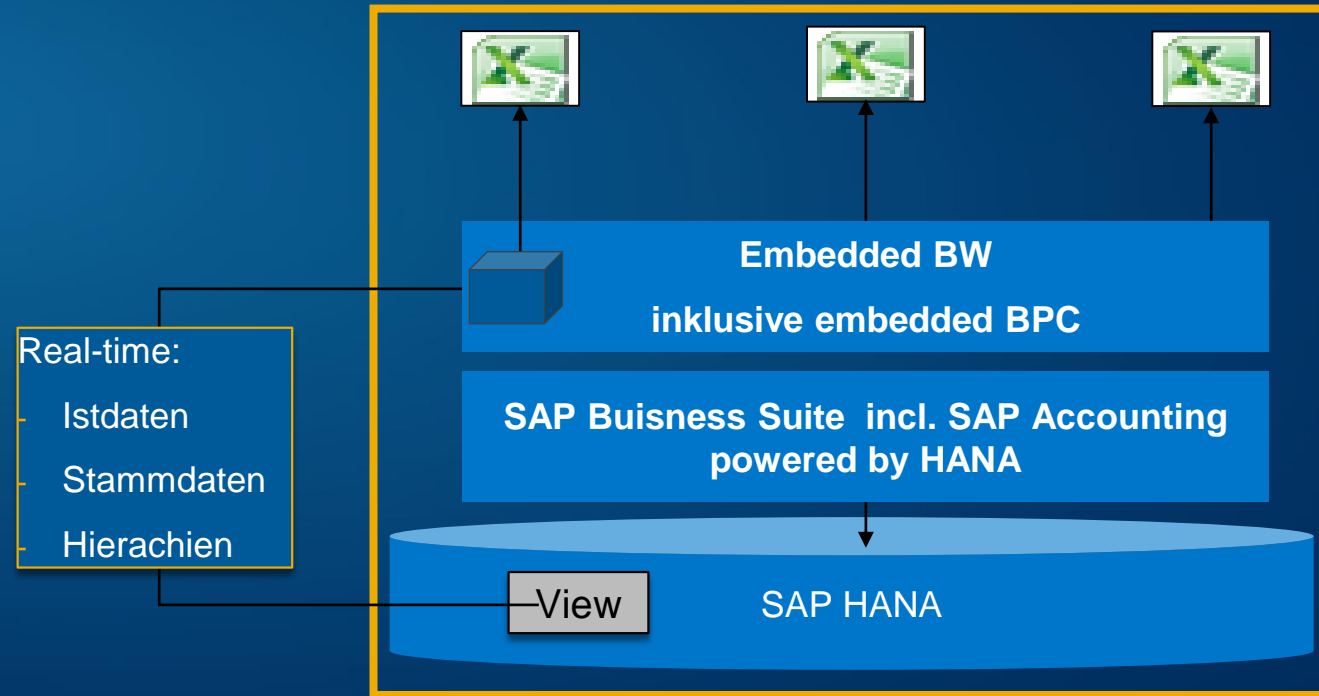 Embedded BW
inklusive embedded BPC
Real-time:
- Istdaten
- Stammdaten
- Hierachien
SAP Buisness Suite incl. SAP Accounting
powered by HANA
View
SAP HANA